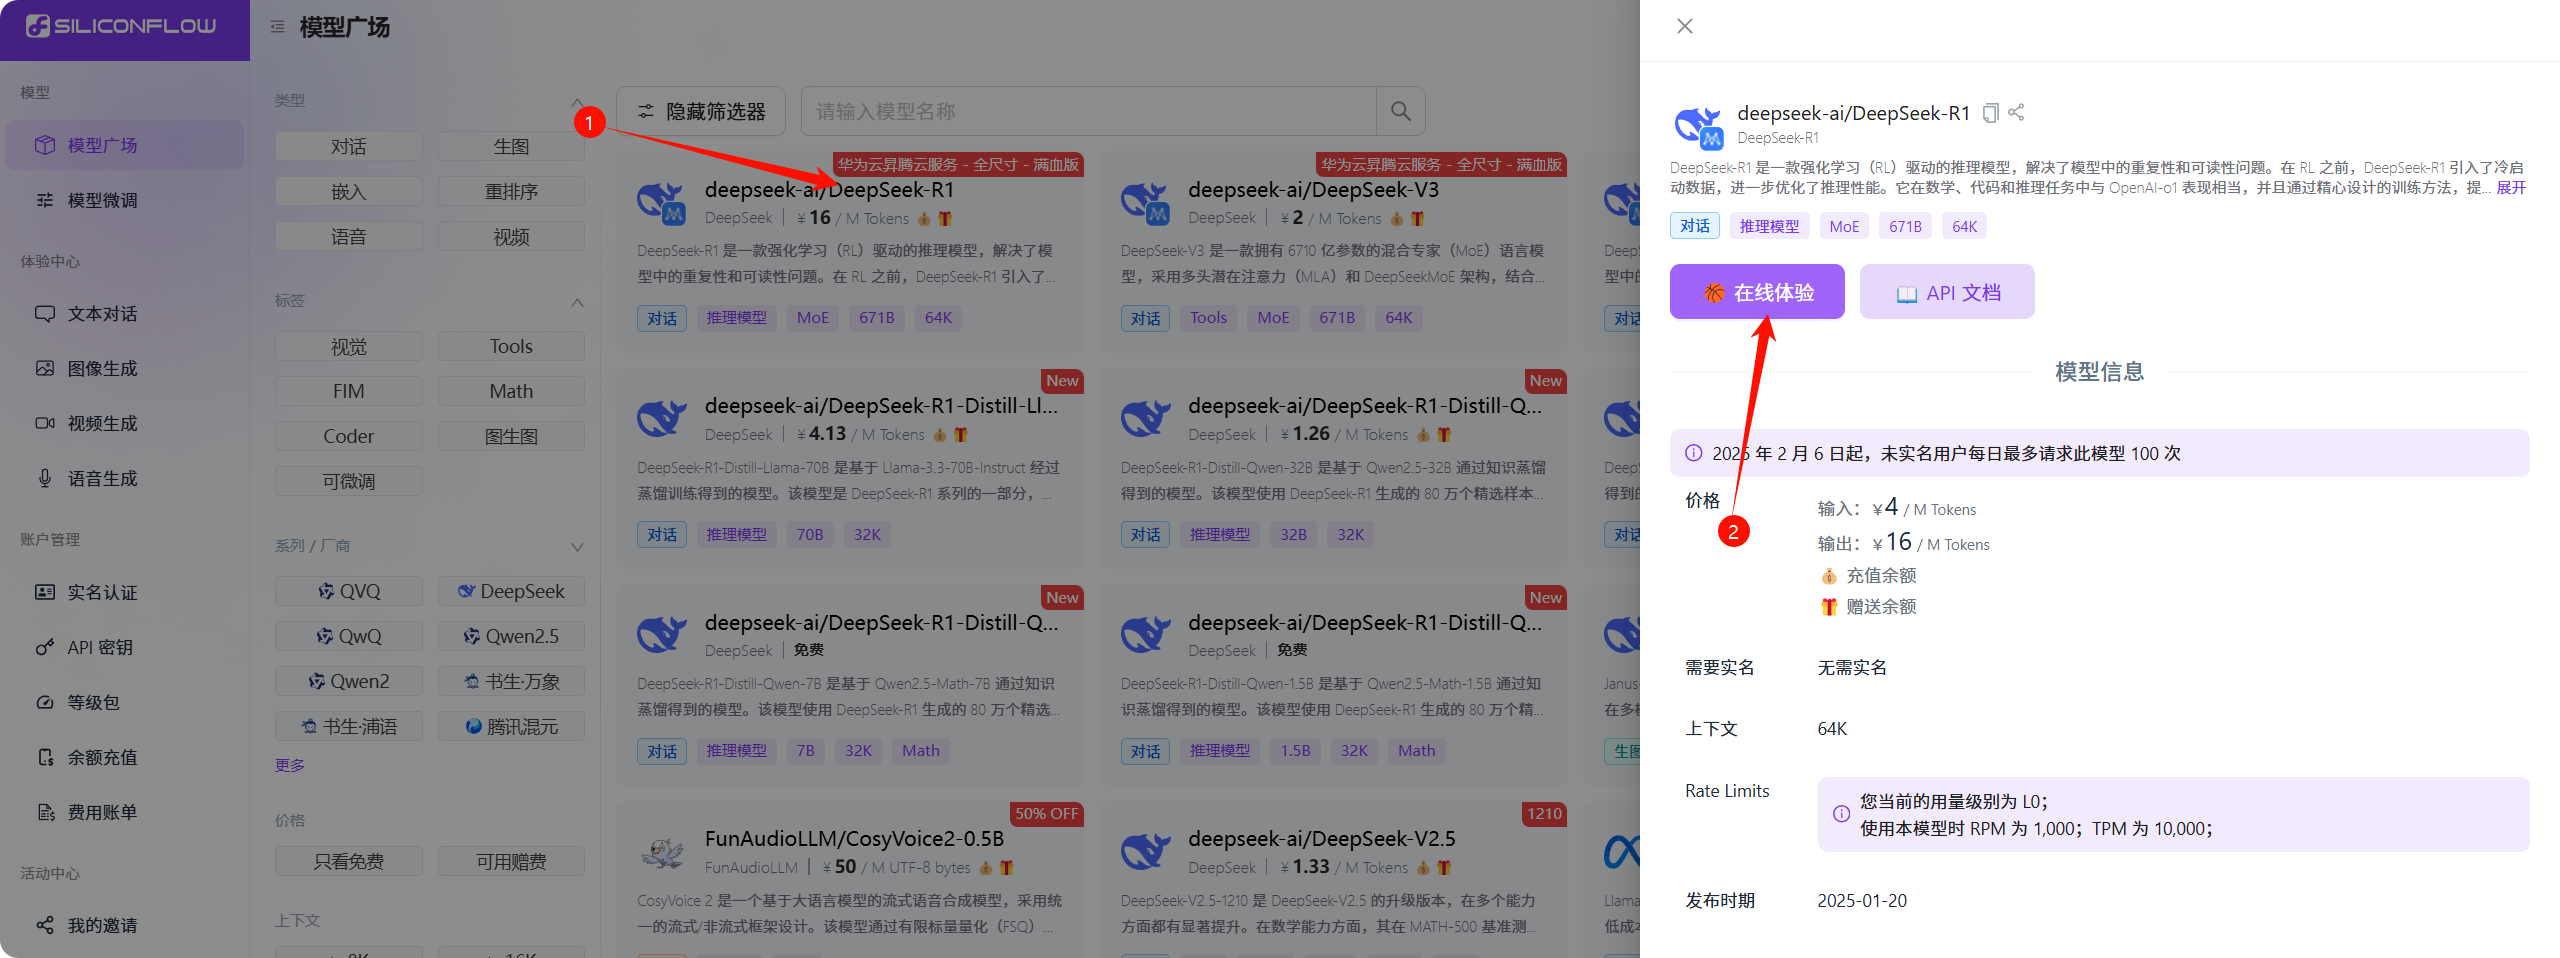 SILICONFLOW
模型
模型广场
模型微调
体验中心
文本对话
图像生成
视频生成
语音生成
账户管理
实名认证
API 密钥
等级包
余额充值
费用账单
活动中心
我的邀请
模型广场
类型
对话
生图
嵌入
重排序
语音
视频
标签
视觉
Tools
FIM
Math
Coder
图生图
可微调
系列 / 厂商
QVQ
DeepSeek
QwQ
Qwen2.5
Qwen2
书生·万象
书生·浦语
腾讯混元
更多
价格
只看免费
可用赠费
上下文
隐藏筛选器
请输入模型名称
1
华为云昇腾云服务 - 全尺寸 - 满血版
deepseek-ai/DeepSeek-R1
DeepSeek | ￥16 / M Tokens
DeepSeek-R1 是一款强化学习（RL）驱动的推理模型，解决了模
型中的重复性和可读性问题。在 RL 之前，DeepSeek-R1 引入了...
对话 推理模型 MoE 671B 64K
华为云昇腾云服务 - 全尺寸 - 满血版
deepseek-ai/DeepSeek-V3
DeepSeek | ￥2 / M Tokens
DeepSeek-V3 是一款拥有 6710 亿参数的混合专家（MoE）语言模
型，采用多头潜在注意力（MLA）和 DeepSeekMoE 架构，结合...
对话 Tools MoE 671B 64K
New
deepseek-ai/DeepSeek-R1-Distill-Ll...
DeepSeek | ￥4.13 / M Tokens
DeepSeek-R1-Distill-Llama-70B 是基于 Llama-3.3-70B-Instruct 经过
蒸馏训练得到的模型。该模型是 DeepSeek-R1 系列的一部分，...
对话 推理模型 70B 32K
New
deepseek-ai/DeepSeek-R1-Distill-Q...
DeepSeek | ￥1.26 / M Tokens
DeepSeek-R1-Distill-Qwen-32B 是基于 Qwen2.5-32B 通过知识蒸馏
得到的模型。该模型使用 DeepSeek-R1 生成的 80 万个精选样本...
对话 推理模型 32B 32K
New
deepseek-ai/DeepSeek-R1-Distill-Q...
DeepSeek | 免费
DeepSeek-R1-Distill-Qwen-7B 是基于 Qwen2.5-Math-7B 通过知识
蒸馏得到的模型。该模型使用 DeepSeek-R1 生成的 80 万个精选...
对话 推理模型 7B 32K Math
New
deepseek-ai/DeepSeek-R1-Distill-Q...
DeepSeek | 免费
DeepSeek-R1-Distill-Qwen-1.5B 是基于 Qwen2.5-Math-1.5B 通过知
识蒸馏得到的模型。该模型使用 DeepSeek-R1 生成的 80 万个精...
对话 推理模型 1.5B 32K Math
50% OFF
FunAudioLLM/CosyVoice2-0.5B
FunAudioLLM | ￥50 / M UTF-8 bytes
CosyVoice 2 是一个基于大语言模型的流式语音合成模型，采用统
一的流式/非流式框架设计。该模型通过有限标量量化（FSQ）...
1210
deepseek-ai/DeepSeek-V2.5
DeepSeek | ￥1.33 / M Tokens
DeepSeek-V2.5-1210 是 DeepSeek-V2.5 的升级版本，在多个能力
方面都有显著提升。在数学能力方面，其在 MATH-500 基准测...
deepseek-ai/DeepSeek-R1
DeepSeek-R1
DeepSeek-R1 是一款强化学习（RL）驱动的推理模型，解决了模型中的重复性和可读性问题。在 RL 之前，DeepSeek-R1 引入了冷启
动数据，进一步优化了推理性能。它在数学、代码和推理任务中与 OpenAI-o1 表现相当，并且通过精心设计的训练方法，提... 展开
对话 推理模型 MoE 671B 64K
在线体验
API 文档
模型信息
2025 年 2 月 6 日起，未实名用户每日最多请求此模型 100 次
价格
2
输入：￥4 / M Tokens
输出：￥16 / M Tokens
充值余额
赠送余额
需要实名 无需实名
上下文 64K
Rate Limits
您当前的用量级别为 L0；
使用本模型时 RPM 为 1,000；TPM 为 10,000；
发布时期 2025-01-20